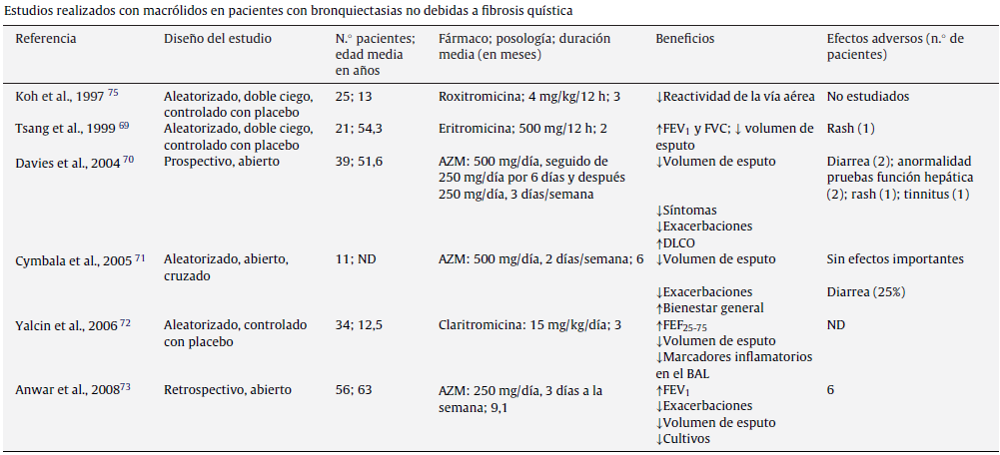 Estudios realizados con macrólidos en pacientes con bronquiectasias no debidas a fibrosis quística
Referencia Diseño del estudio N.° pacientes; edad media en años Fármaco; posología; duración media (en meses) Beneficios Efectos adversos (n.° de pacientes)
Koh et al., 1997 75 Aleatorizado, doble ciego, controlado con placebo 25; 13 Roxitromicina; 4 mg/kg/12 h; 3 ↓Reactividad de la vía aérea No estudiados
Tsang et al., 1999 69 Aleatorizado, doble ciego, controlado con placebo 21; 54,3 Eritromicina; 500 mg/12 h; 2 ↑FEV1 y FVC; ↓ volumen de esputo Rash (1)
Davies et al., 2004 70 Prospectivo, abierto 39; 51,6 AZM: 500 mg/día, seguido de 250 mg/día por 6 días y después 250 mg/día, 3 días/semana ↓Volumen de esputo Diarrea (2); anormalidad pruebas función hepática (2); rash (1); tinnitus (1)
↓Síntomas
↓Exacerbaciones
↑DLCO
Cymbala et al., 2005 71 Aleatorizado, abierto, cruzado 11; ND AZM: 500 mg/día, 2 días/semana; 6 ↓Volumen de esputo Sin efectos importantes
↓Exacerbaciones Diarrea (25%)
↑Bienestar general
Yalcin et al., 2006 72 Aleatorizado, controlado con placebo 34; 12,5 Claritromicina: 15 mg/kg/día; 3 ↑FEF25-75 ND
↓Volumen de esputo
↓Marcadores inflamatorios en el BAL
Anwar et al., 2008 73 Retrospectivo, abierto 56; 63 AZM: 250 mg/día, 3 días a la semana; 9,1 ↑FEV1 6
↓Exacerbaciones
↓Volumen de esputo
↓Cultivos